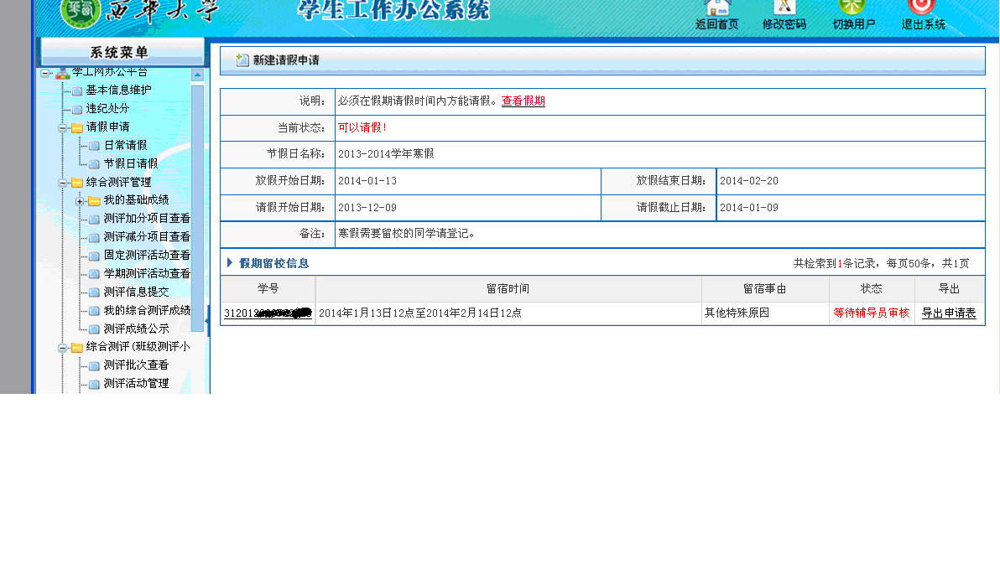 西华大学
学生工作办公系统
返回首页 修改密码 切换用户 退出系统
系统菜单
学工网办公平台
基本信息维护
违纪处分
请假申请
日常请假
节假日请假
综合测评管理
我的基础成绩
测评加分项目查看
测评减分项目查看
固定测评活动查看
学期测评活动查看
测评信息提交
我的综合测评成绩
测评成绩公示
综合测评(班级测评小
测评批次查看
测评活动管理
新建请假申请
说明: 必须在假期请假时间内方能请假。查看假期
当前状态: 可以请假!
节假日名称: 2013-2014学年寒假
放假开始日期: 2014-01-13 放假结束日期: 2014-02-20
请假开始日期: 2013-12-09 请假截止日期: 2014-01-09
备注: 寒假需要留校的同学请登记。
假期留校信息 共检索到1条记录, 每页50条, 共1页
学号 留宿时间 留宿事由 状态 导出
312012 2014年1月13日12点至2014年2月14日12点 其他特殊原因 等待辅导员审核 导出申请表